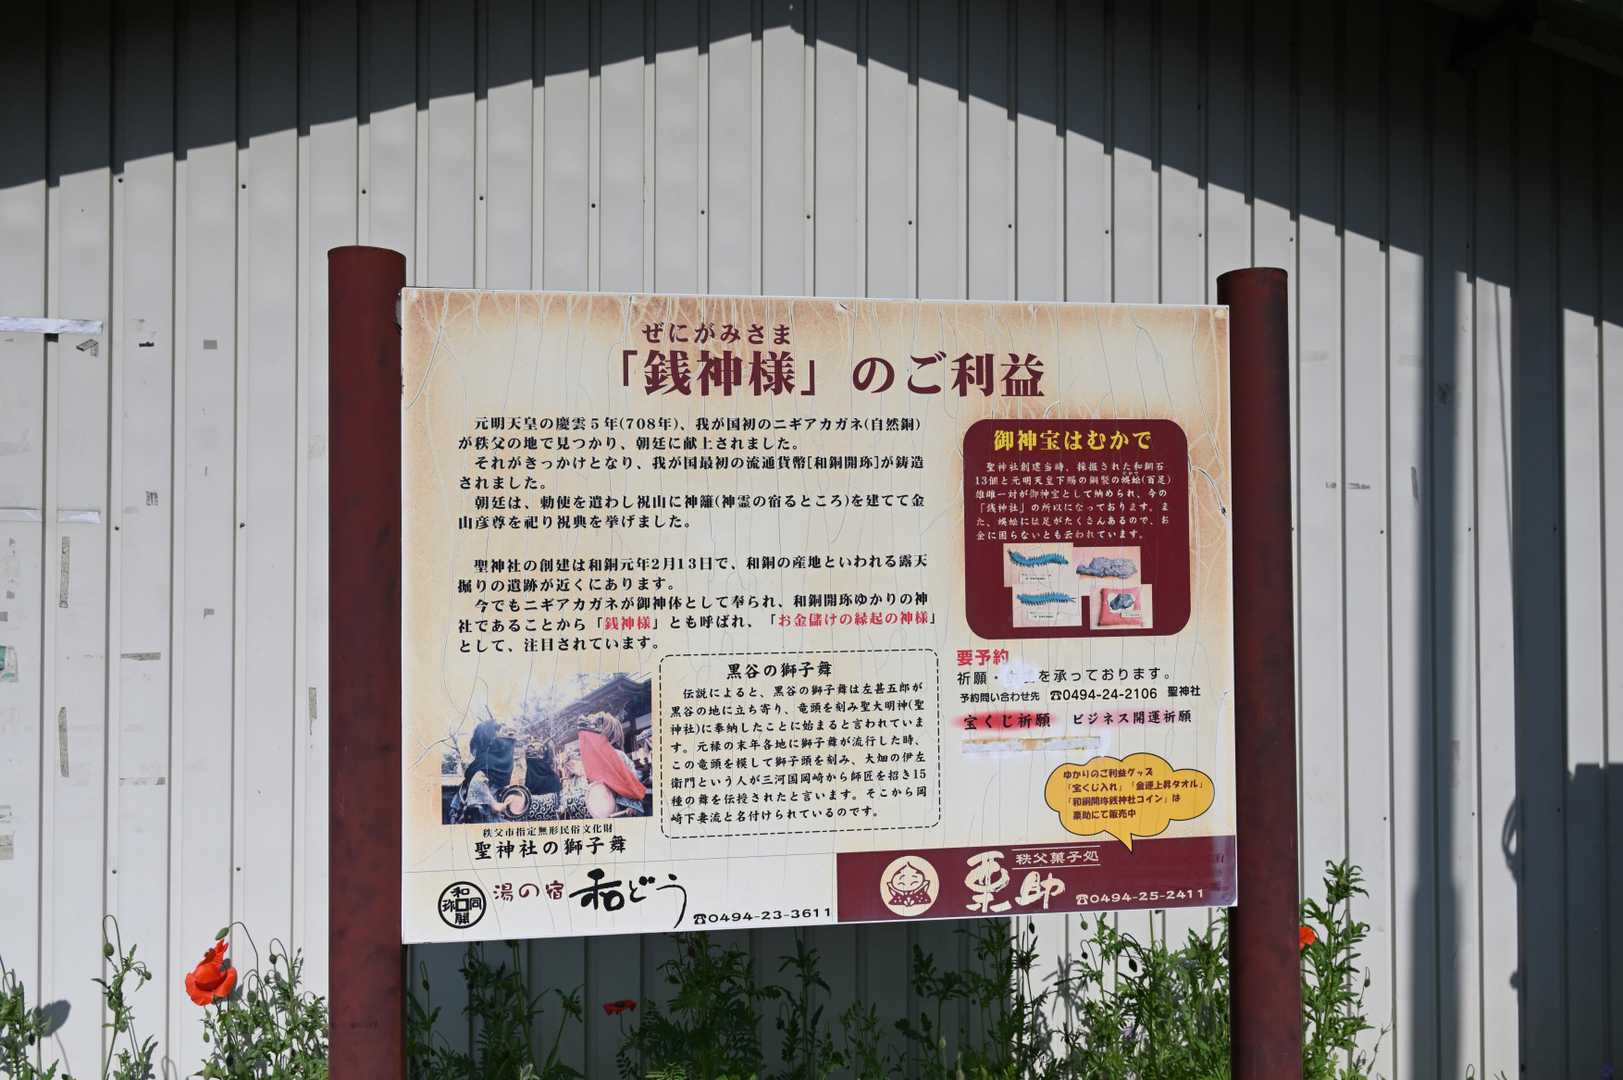 ぜにがみさま
「銭神様」のご利益
元明天皇の慶雲5年(708年)、我が国初のニギアカガネ(自然銅)
が秩父の地で見つかり、朝廷に献上されました。
それがきっかけとなり、我が国最初の流通貨幣[和銅開珎]が鋳造
されました。
朝廷は、勅使を遣わし祝山に神籬(神霊の宿るところ)を建てて金
山彦尊を祀り祝典を挙げました。
聖神社の創建は和銅元年2月13日で、和銅の産地といわれる露天
掘りの遺跡が近くにあります。
今でもニギアカガネが御神体として奉られ、和銅開珎ゆかりの神
社であることから「銭神様」とも呼ばれ、「お金儲けの縁起の神様」
として、注目されています。
御神宝はむかで
聖神社創建当時、採掘された和銅石
13個と元明天皇下賜の銅製の蜈蚣(百足)
雄雌一対が御神宝として納められ、今の
「銭神社」の所以になっております。ま
た、蜈蚣には足がたくさんあるので、お
金に困らないとも云われています。
秩父市指定無形民俗文化財
聖神社の獅子舞
黒谷の獅子舞
伝説によると、黒谷の獅子舞は左甚五郎が
黒谷の地に立ち寄り、竜頭を刻み聖大明神(聖
神社)に奉納したことに始まると言われていま
す。元禄の末年各地に獅子舞が流行した時、
この竜頭を模して獅子頭を刻み、大畑の伊左
衛門という人が三河国岡崎から師匠を招き15
種の舞を伝授されたと言います。そこから岡
崎下妻流と名付けられているのです。
要予約
祈願・を承っております。
予約問い合わせ先 ☎0494-24-2106 聖神社
宝くじ祈願 ビジネス開運祈願
ゆかりのご利益グッズ
「宝くじ入れ」「金運上昇タオル」
「和銅開珎銭神社コイン」は
栗助にて販売中
和同開珎
湯の宿 和どう ☎0494-23-3611
秩父菓子処
栗助 ☎0494-25-2411